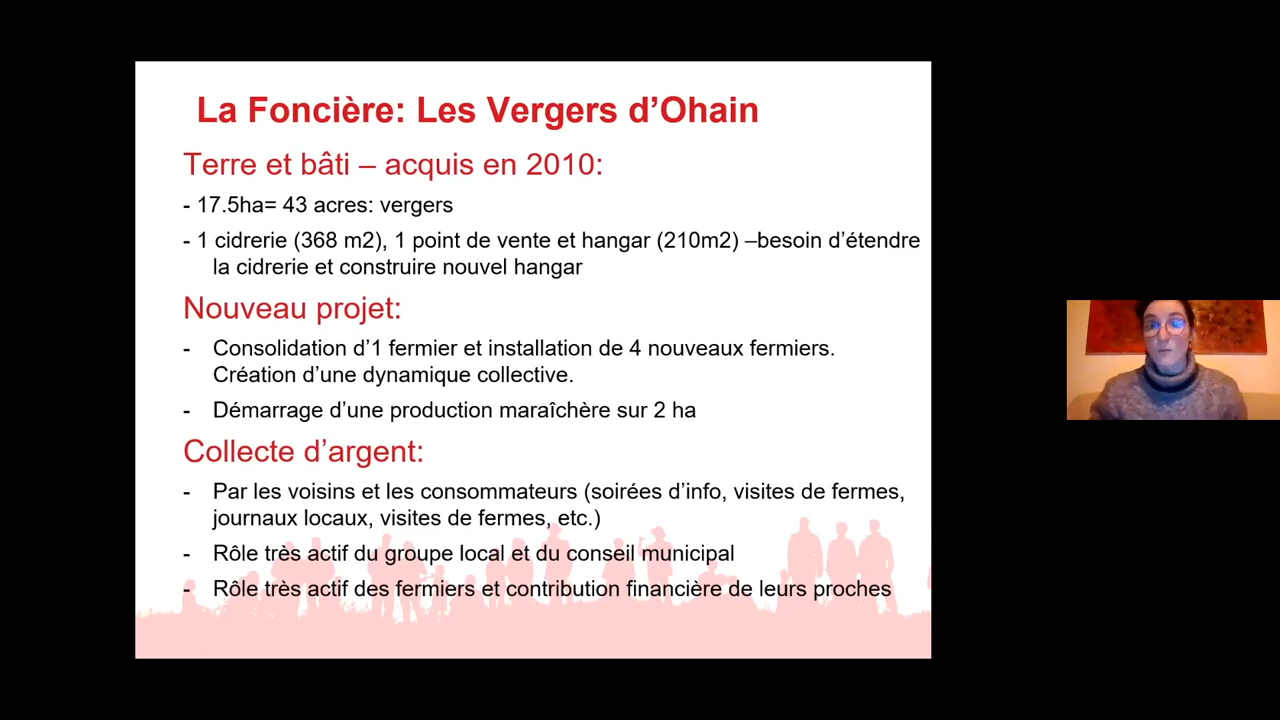 La Foncière: Les Vergers d’Ohain
Terre et bâti – acquis en 2010:
- 17.5ha= 43 acres: vergers
- 1 cidrerie (368 m2), 1 point de vente et hangar (210m2) –besoin d’étendre
la cidrerie et construire nouvel hangar
Nouveau projet:
- Consolidation d’1 fermier et installation de 4 nouveaux fermiers.
Création d’une dynamique collective.
- Démarrage d’une production maraîchère sur 2 ha
Collecte d’argent:
- Par les voisins et les consommateurs (soirées d’info, visites de fermes,
journaux locaux, visites de fermes, etc.)
- Rôle très actif du groupe local et du conseil municipal
- Rôle très actif des fermiers et contribution financière de leurs proches